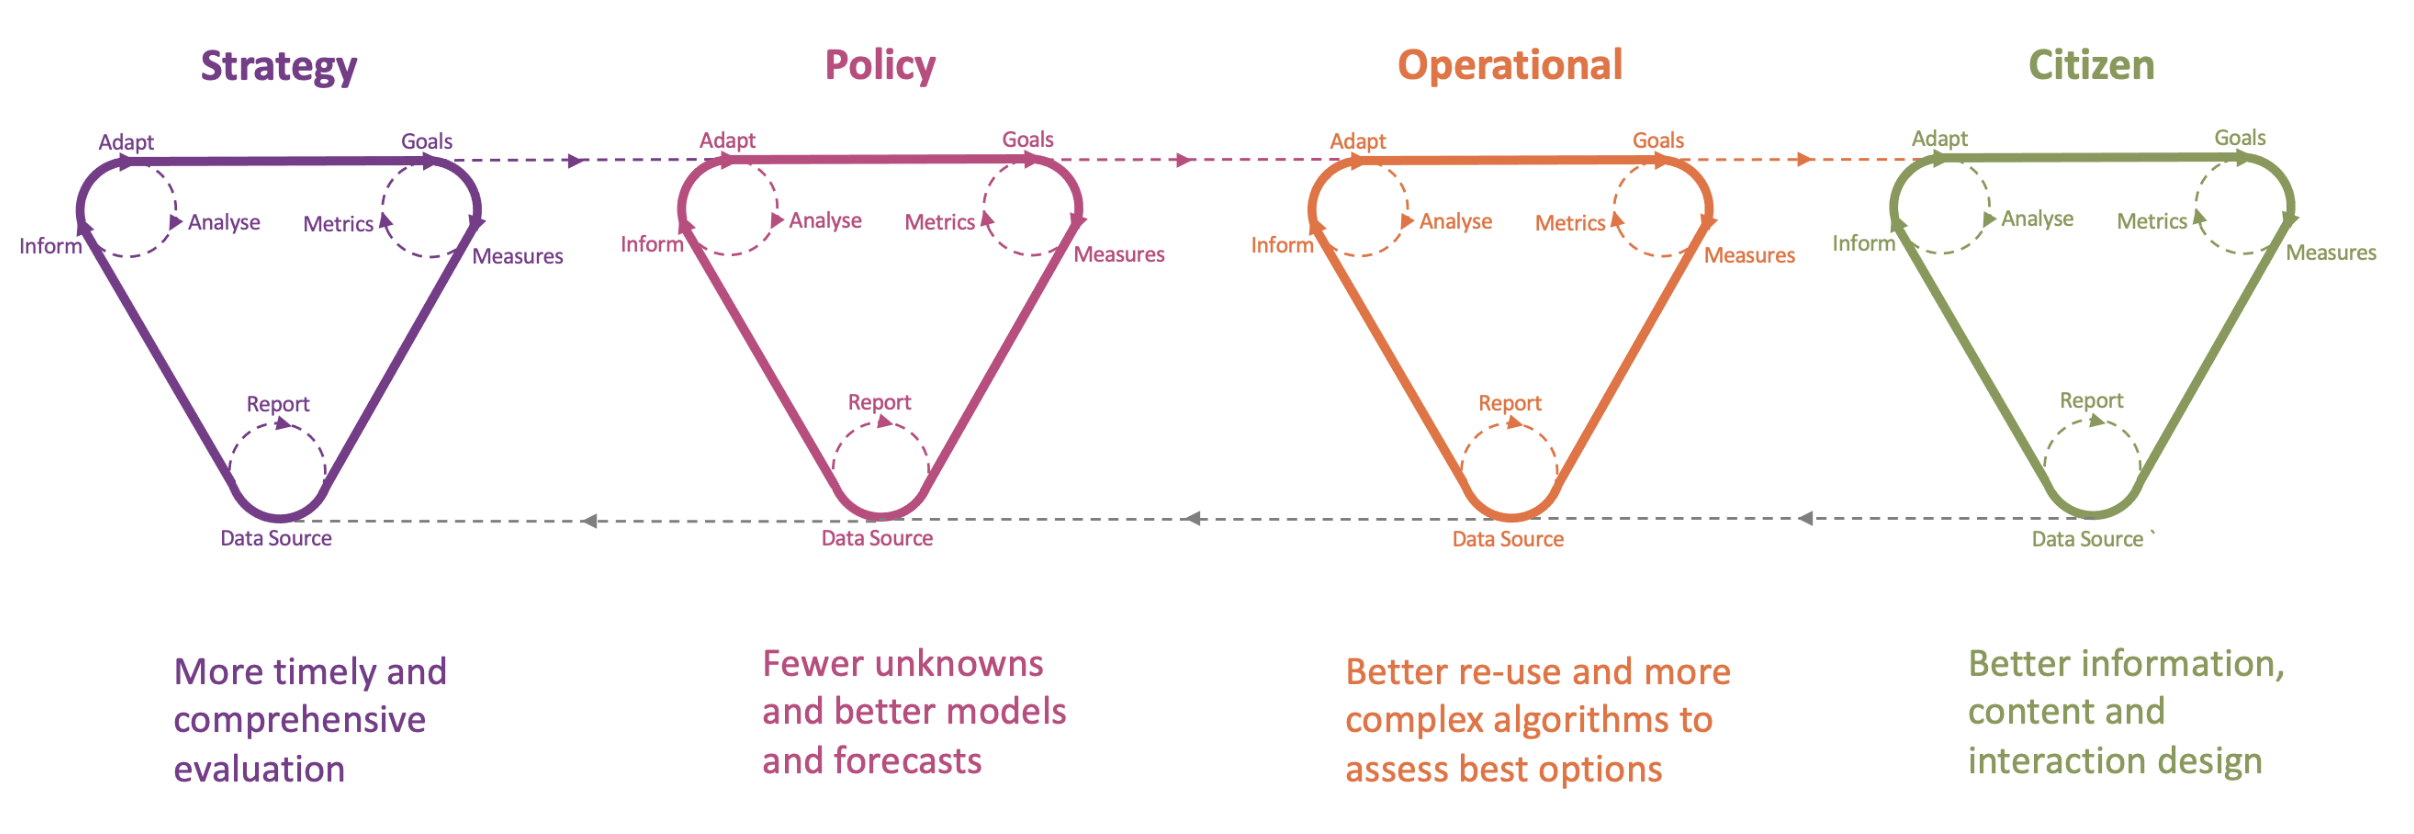 Strategy
Policy
Operational
Citizen
Adapt
Goals
Analyse
Metrics
Inform
Measures
Report
Data Source
Adapt
Goals
Analyse
Metrics
Inform
Measures
Report
Data Source
Adapt
Goals
Analyse
Metrics
Inform
Measures
Report
Data Source
Adapt
Goals
Analyse
Metrics
Inform
Measures
Report
Data Source `
More timely and
comprehensive
evaluation
Fewer unknowns
and better models
and forecasts
Better re-use and more
complex algorithms to
assess best options
Better information,
content and
interaction design